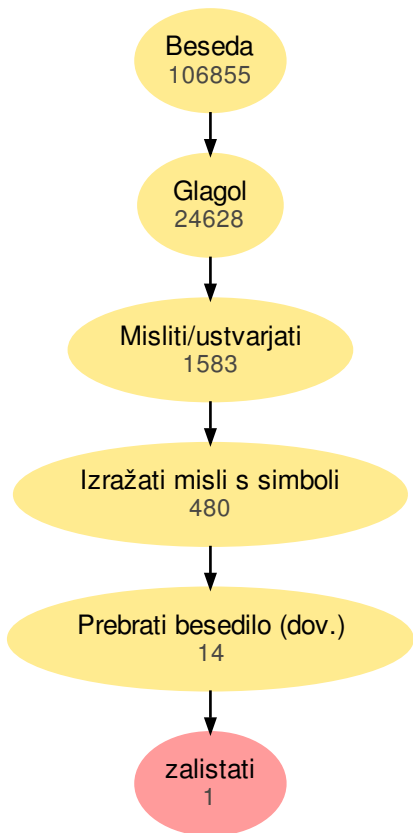 Beseda
106855
Glagol
24628
Misliti/ustvarjati
1583
Izražati misli s simboli
480
Prebrati besedilo (dov.)
14
zalistati
1